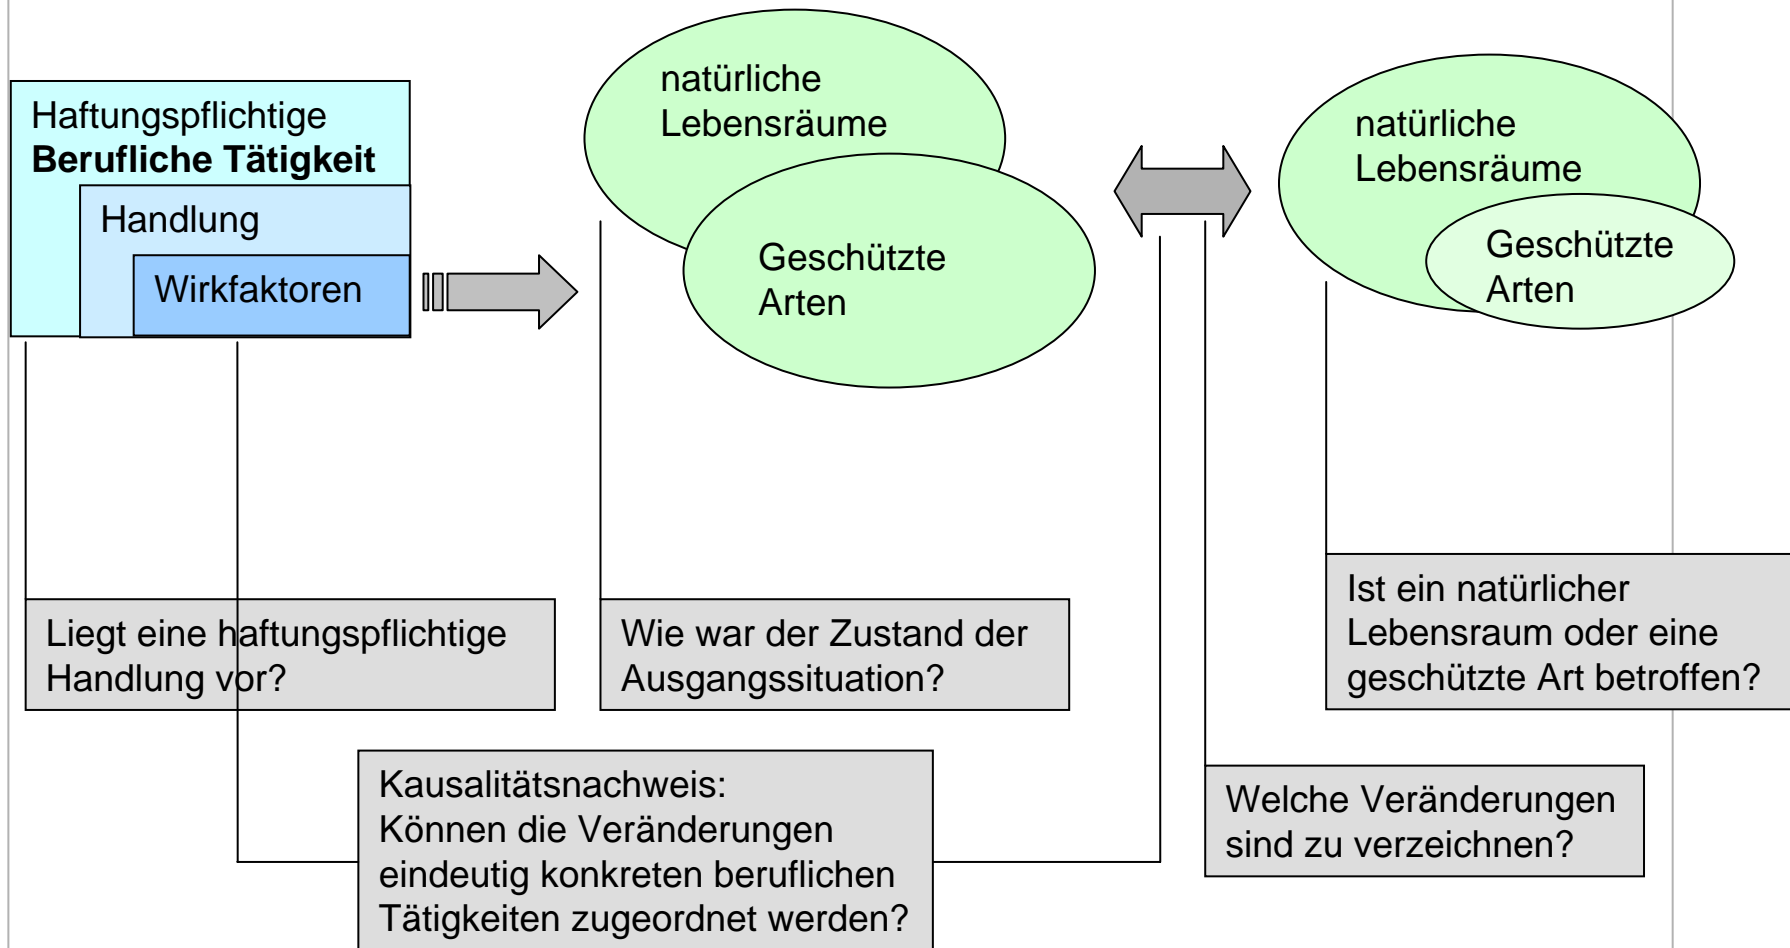 Haftungspflichtige
Berufliche Tätigkeit
Handlung
Wirkfaktoren
natürliche
Lebensräume
Geschützte
Arten
natürliche
Lebensräume
Geschützte
Arten
Liegt eine haftungspflichtige
Handlung vor?
Wie war der Zustand der
Ausgangssituation?
Ist ein natürlicher
Lebensraum oder eine
geschützte Art betroffen?
Kausalitätsnachweis:
Können die Veränderungen
eindeutig konkreten beruflichen
Tätigkeiten zugeordnet werden?
Welche Veränderungen
sind zu verzeichnen?